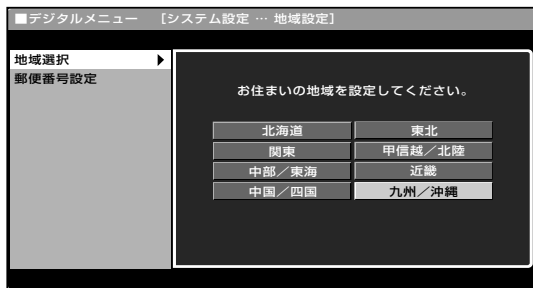 ■デジタルメニュー [システム設定 … 地域設定]
地域選択 ▶
郵便番号設定
お住まいの地域を設定してください。
北海道 東北
関東 甲信越／北陸
中部／東海 近畿
中国／四国 九州／沖縄